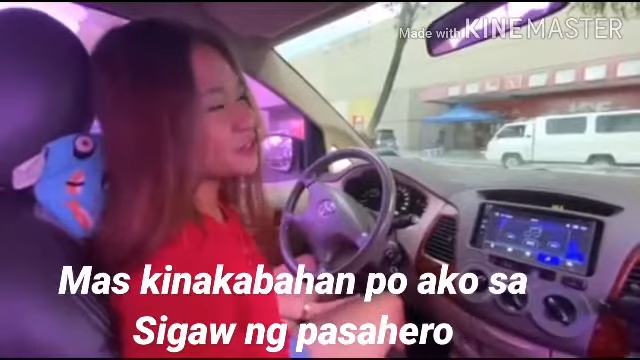 Made with KINEMASTER
Mas kinakabahan po ako sa
Sigaw ng pasahero